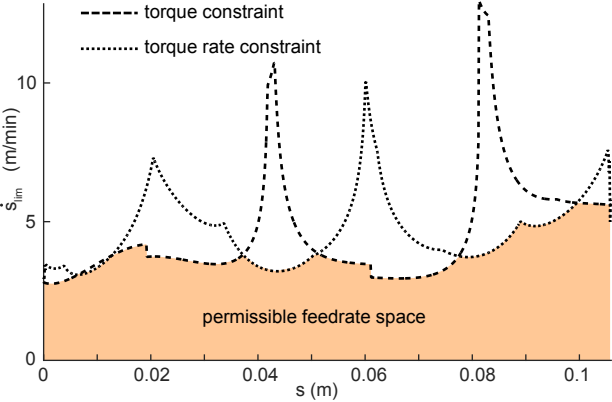 torque constraint
torque rate constraint
10
5
0
ṡlim (m/min)
permissible feedrate space
0
0.02
0.04
0.06
0.08
0.1
s (m)